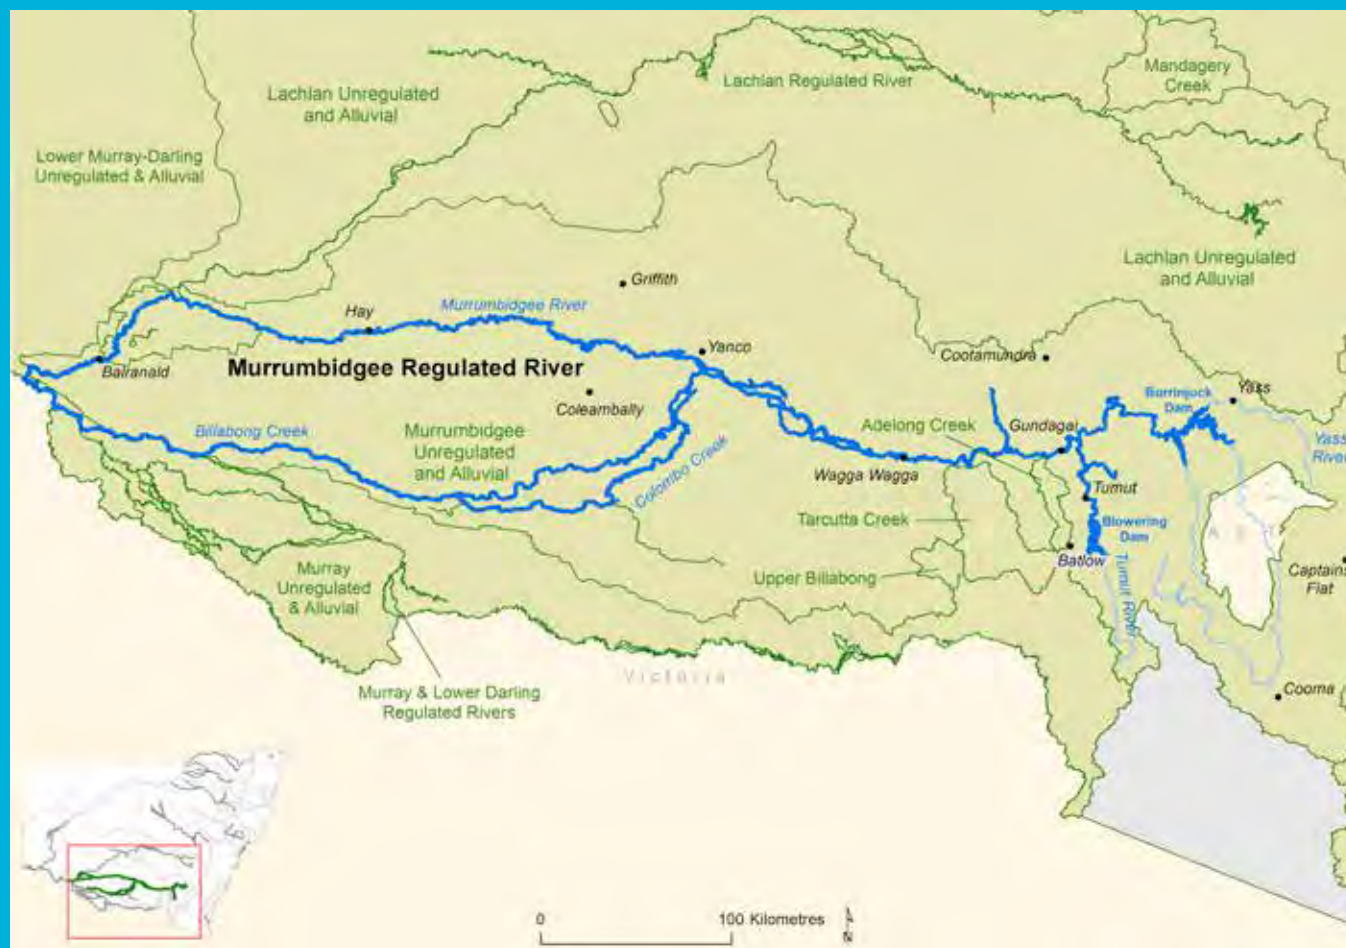 Mandagery
Creek
Lachlan Regulated River
Lachlan Unregulated
and Alluvial
Lower Murray-Darling
Unregulated & Alluvial
Lachlan Unregulated
and Alluvial
Griffith
Hay
Murrumbidgee River
Yanco
Cootamundra
Balranald
Murrumbidgee Regulated River
Coleambally
Burrinjuck
Dam
Yass
Billabong Creek
Murrumbidgee
Unregulated
and Alluvial
Adelong Creek
Gundagai
Yass
River
Colombo Creek
Wagga Wagga
Tumut
Tarcutta Creek
Blowering
Dam
A C T
Batlow
Captains
Flat
Upper Billabong
Murray
Unregulated
& Alluvial
Tumut River
Victoria
Murray & Lower Darling
Regulated Rivers
Cooma
0
100 Kilometres
N